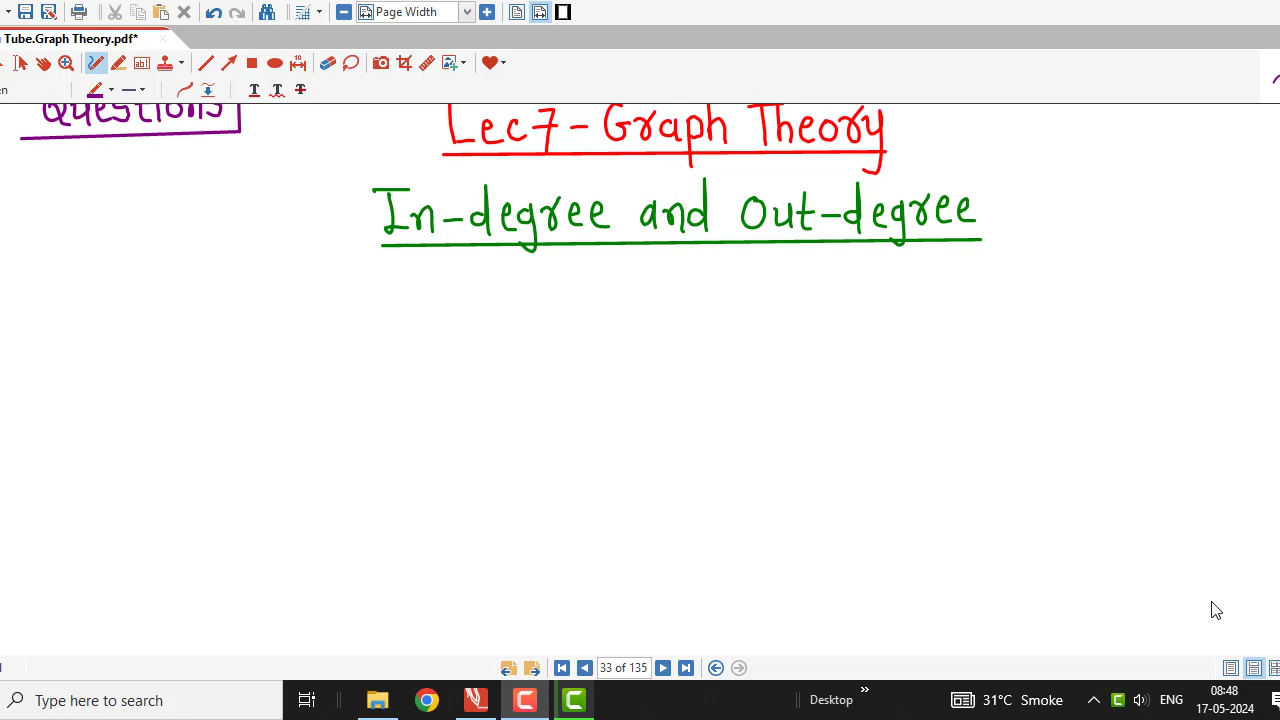 Page Width
Tube.Graph Theory.pdf*
Questions
Lec7-Graph Theory
In-degree and Out-degree
33 of 135
Type here to search
Desktop
31°C Smoke
ENG
08:48
17-05-2024